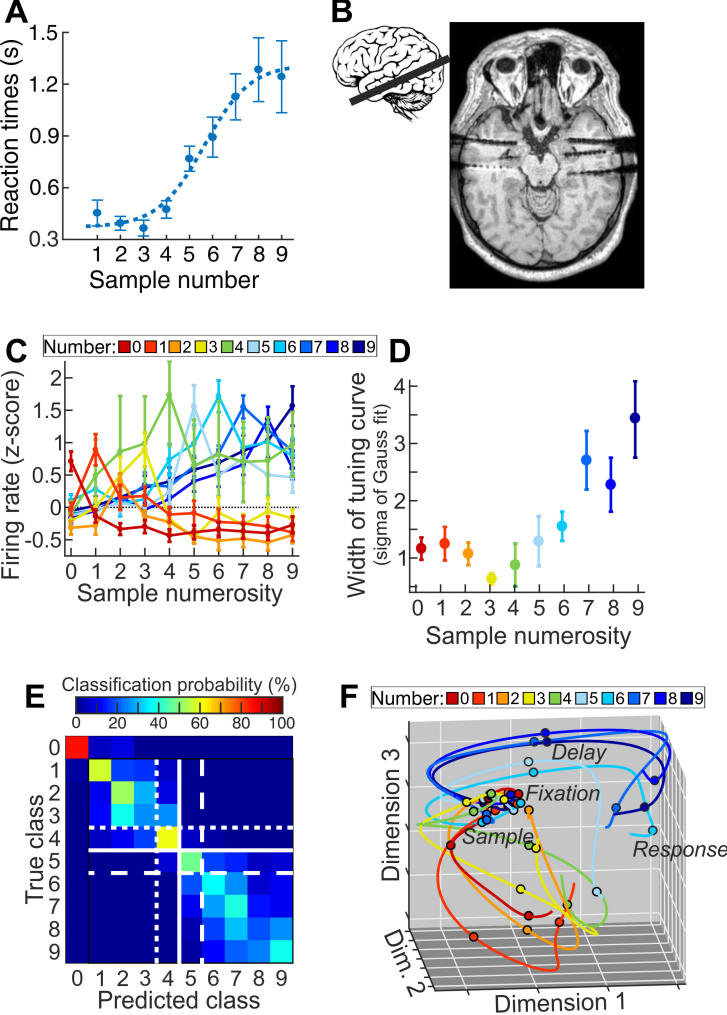 A
Reaction times (s)
1.5
1.2
0.9
0.6
0.3
1 2 3 4 5 6 7 8 9
Sample number
B
C
Number: 0 1 2 3 4 5 6 7 8 9
Firing rate (z-score)
2
1.5
1
0.5
0
-0.5
0 1 2 3 4 5 6 7 8 9
Sample numerosity
D
Width of tuning curve
(sigma of Gauss fit)
4
3
2
1
0 1 2 3 4 5 6 7 8 9
Sample numerosity
E
Classification probability (%)
0 20 40 60 80 100
True class
0
1
2
3
4
5
6
7
8
9
0 1 2 3 4 5 6 7 8 9
Predicted class
F
Number: 0 1 2 3 4 5 6 7 8 9
Dimension 3
Delay
Fixation
Sample
Response
Dim. 2
Dimension 1